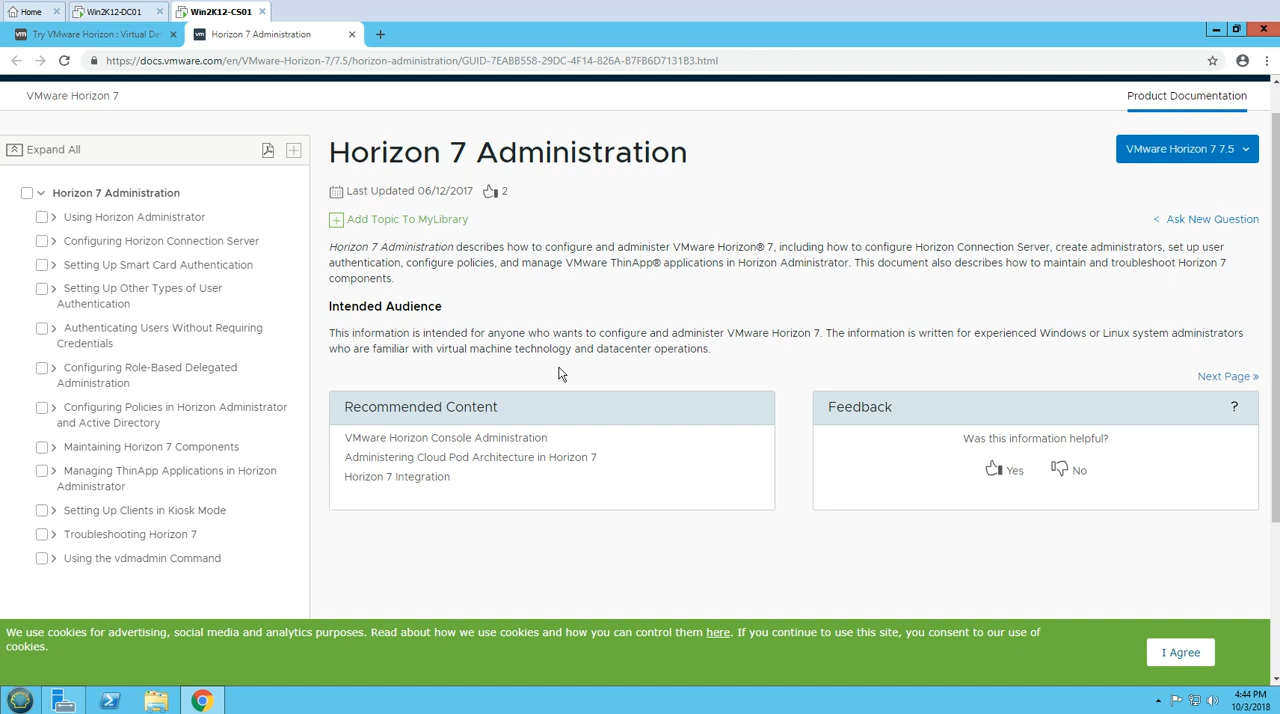 Home
Win2K12-DC01
Win2K12-CS01
vm Try VMware Horizon : Virtual De
vm Horizon 7 Administration
https://docs.vmware.com/en/VMware-Horizon-7/7.5/horizon-administration/GUID-7EABB558-29DC-4F14-826A-B7FB6D7131B3.html
VMware Horizon 7
Product Documentation
Expand All
Horizon 7 Administration
Using Horizon Administrator
Configuring Horizon Connection Server
Setting Up Smart Card Authentication
Setting Up Other Types of User
Authentication
Authenticating Users Without Requiring
Credentials
Configuring Role-Based Delegated
Administration
Configuring Policies in Horizon Administrator
and Active Directory
Maintaining Horizon 7 Components
Managing ThinApp Applications in Horizon
Administrator
Setting Up Clients in Kiosk Mode
Troubleshooting Horizon 7
Using the vdmadmin Command
Horizon 7 Administration
VMware Horizon 7 7.5
Last Updated 06/12/2017 2
Add Topic To MyLibrary
< Ask New Question
Horizon 7 Administration describes how to configure and administer VMware Horizon® 7, including how to configure Horizon Connection Server, create administrators, set up user
authentication, configure policies, and manage VMware ThinApp® applications in Horizon Administrator. This document also describes how to maintain and troubleshoot Horizon 7
components.
Intended Audience
This information is intended for anyone who wants to configure and administer VMware Horizon 7. The information is written for experienced Windows or Linux system administrators
who are familiar with virtual machine technology and datacenter operations.
Next Page »
Recommended Content
VMware Horizon Console Administration
Administering Cloud Pod Architecture in Horizon 7
Horizon 7 Integration
Feedback ?
Was this information helpful?
Yes No
We use cookies for advertising, social media and analytics purposes. Read about how we use cookies and how you can control them here. If you continue to use this site, you consent to our use of
cookies.
I Agree
4:44 PM
10/3/2018